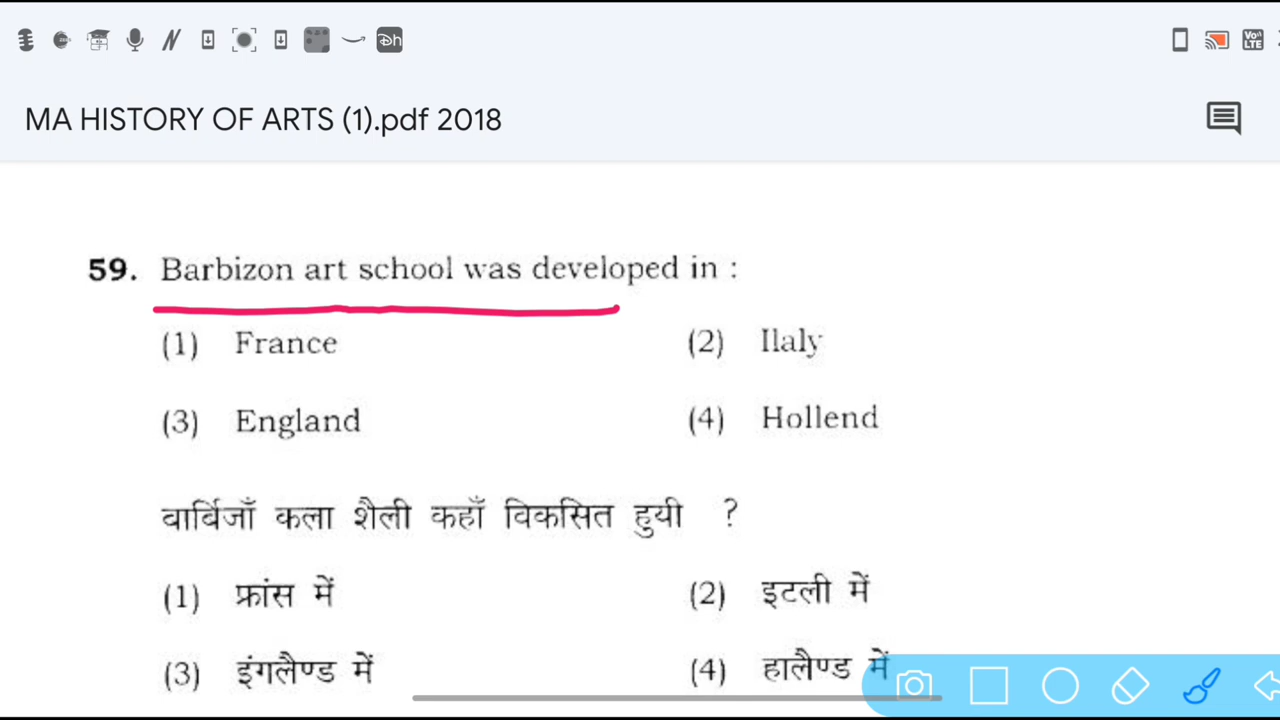 MA HISTORY OF ARTS (1).pdf 2018
59. Barbizon art school was developed in :
(1) France (2) Ilaly
(3) England (4) Hollend
वार्बिजाँ कला शैली कहाँ विकसित हुयी ?
(1) फ्रांस में (2) इटली में
(3) इंगलैण्ड में (4) हालैण्ड में